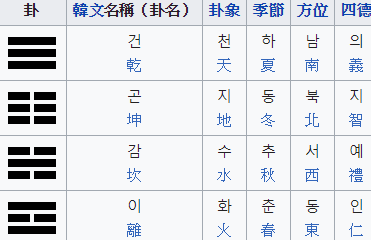 卦 韓文名稱（卦名） 卦象 季節 方位 四德
건 천 하 남 의
乾 天 夏 南 義
곤 지 동 북 지
坤 地 冬 北 智
감 수 추 서 예
坎 水 秋 西 禮
이 화 춘 동 인
離 火 春 東 仁